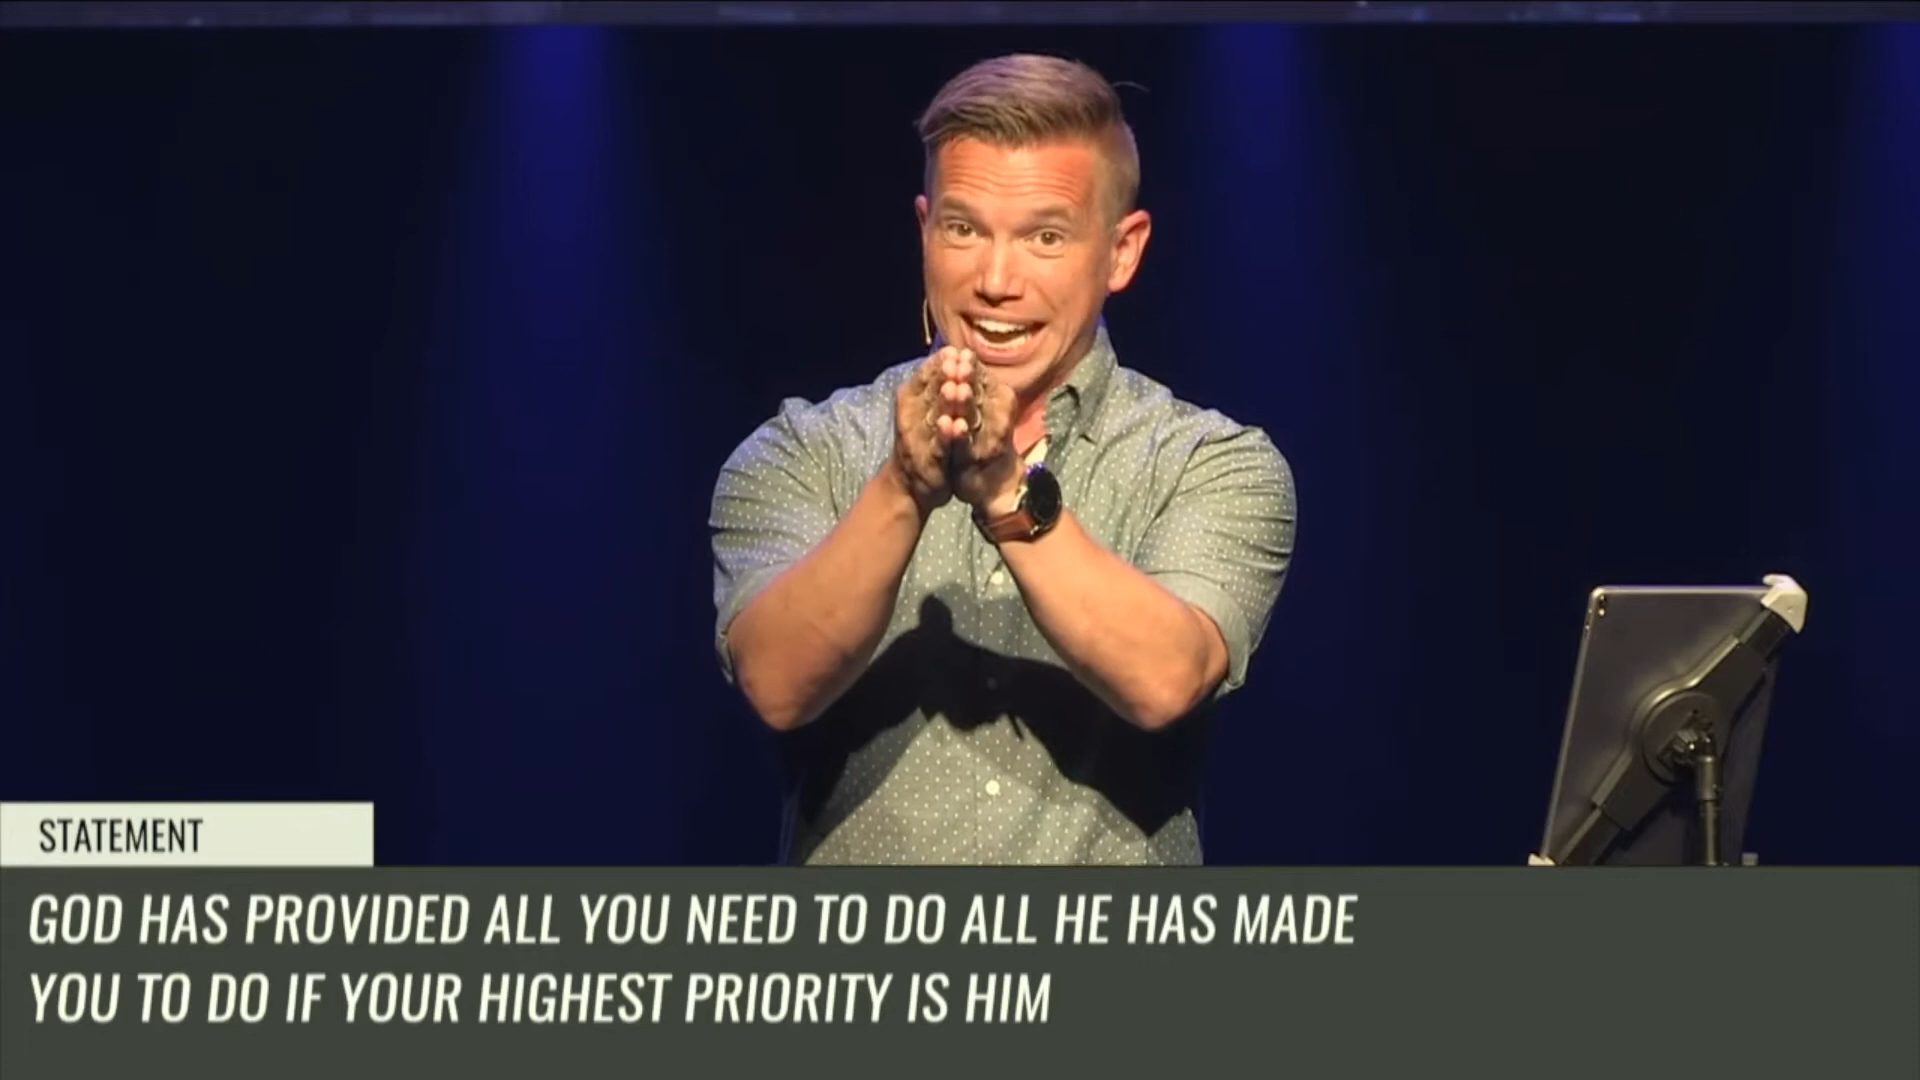 STATEMENT
GOD HAS PROVIDED ALL YOU NEED TO DO ALL HE HAS MADE
YOU TO DO IF YOUR HIGHEST PRIORITY IS HIM